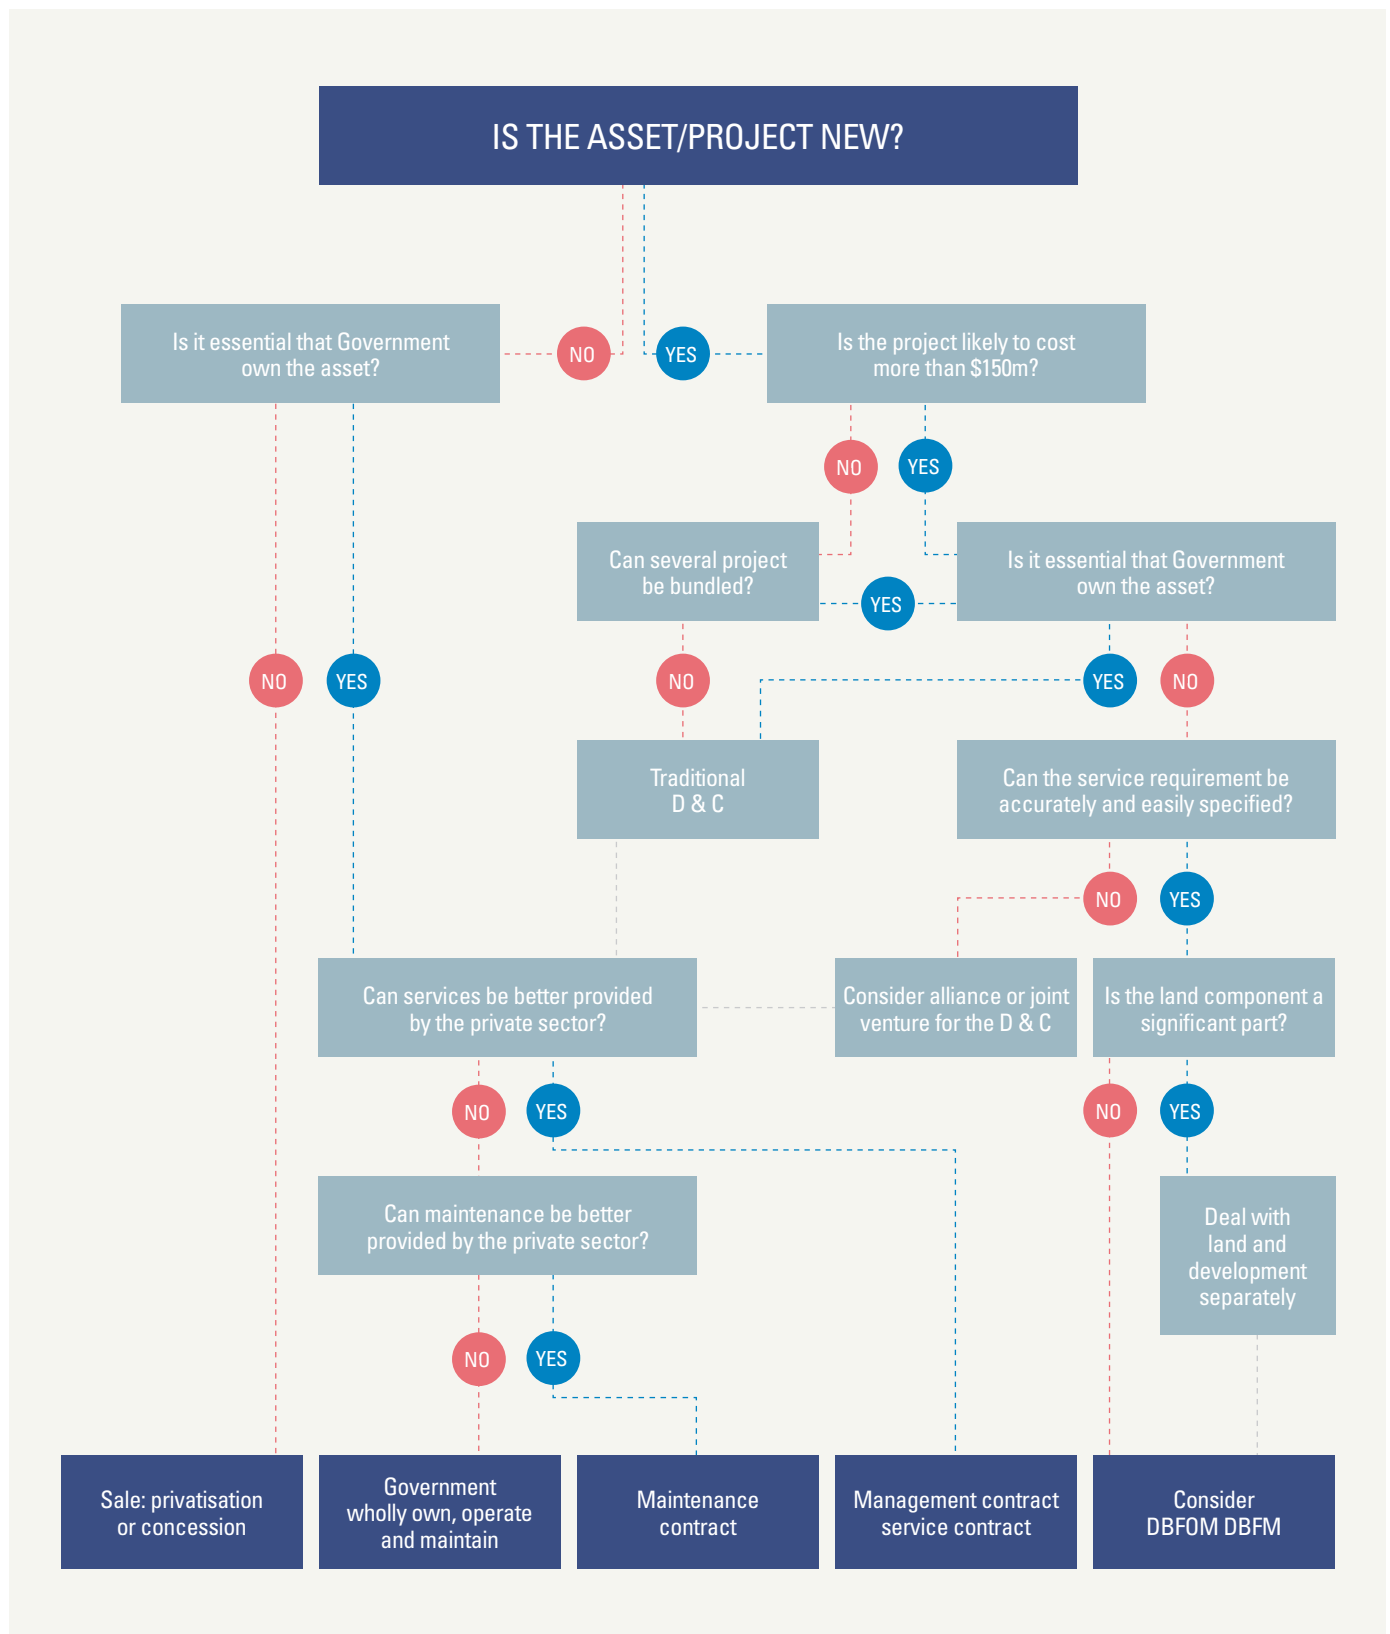 IS THE ASSET/PROJECT NEW?
Is it essential that Government
own the asset?
NO
YES
Is the project likely to cost
more than $150m?
NO
YES
Can several project
be bundled?
YES
Is it essential that Government
own the asset?
NO
YES
NO
YES
NO
Traditional
D & C
Can the service requirement be
accurately and easily specified?
NO
YES
Can services be better provided
by the private sector?
Consider alliance or joint
venture for the D & C
Is the land component a
significant part?
NO
YES
NO
YES
Can maintenance be better
provided by the private sector?
Deal with
land and
development
separately
NO
YES
Sale: privatisation
or concession
Government
wholly own, operate
and maintain
Maintenance
contract
Management contract
service contract
Consider
DBFOM DBFM